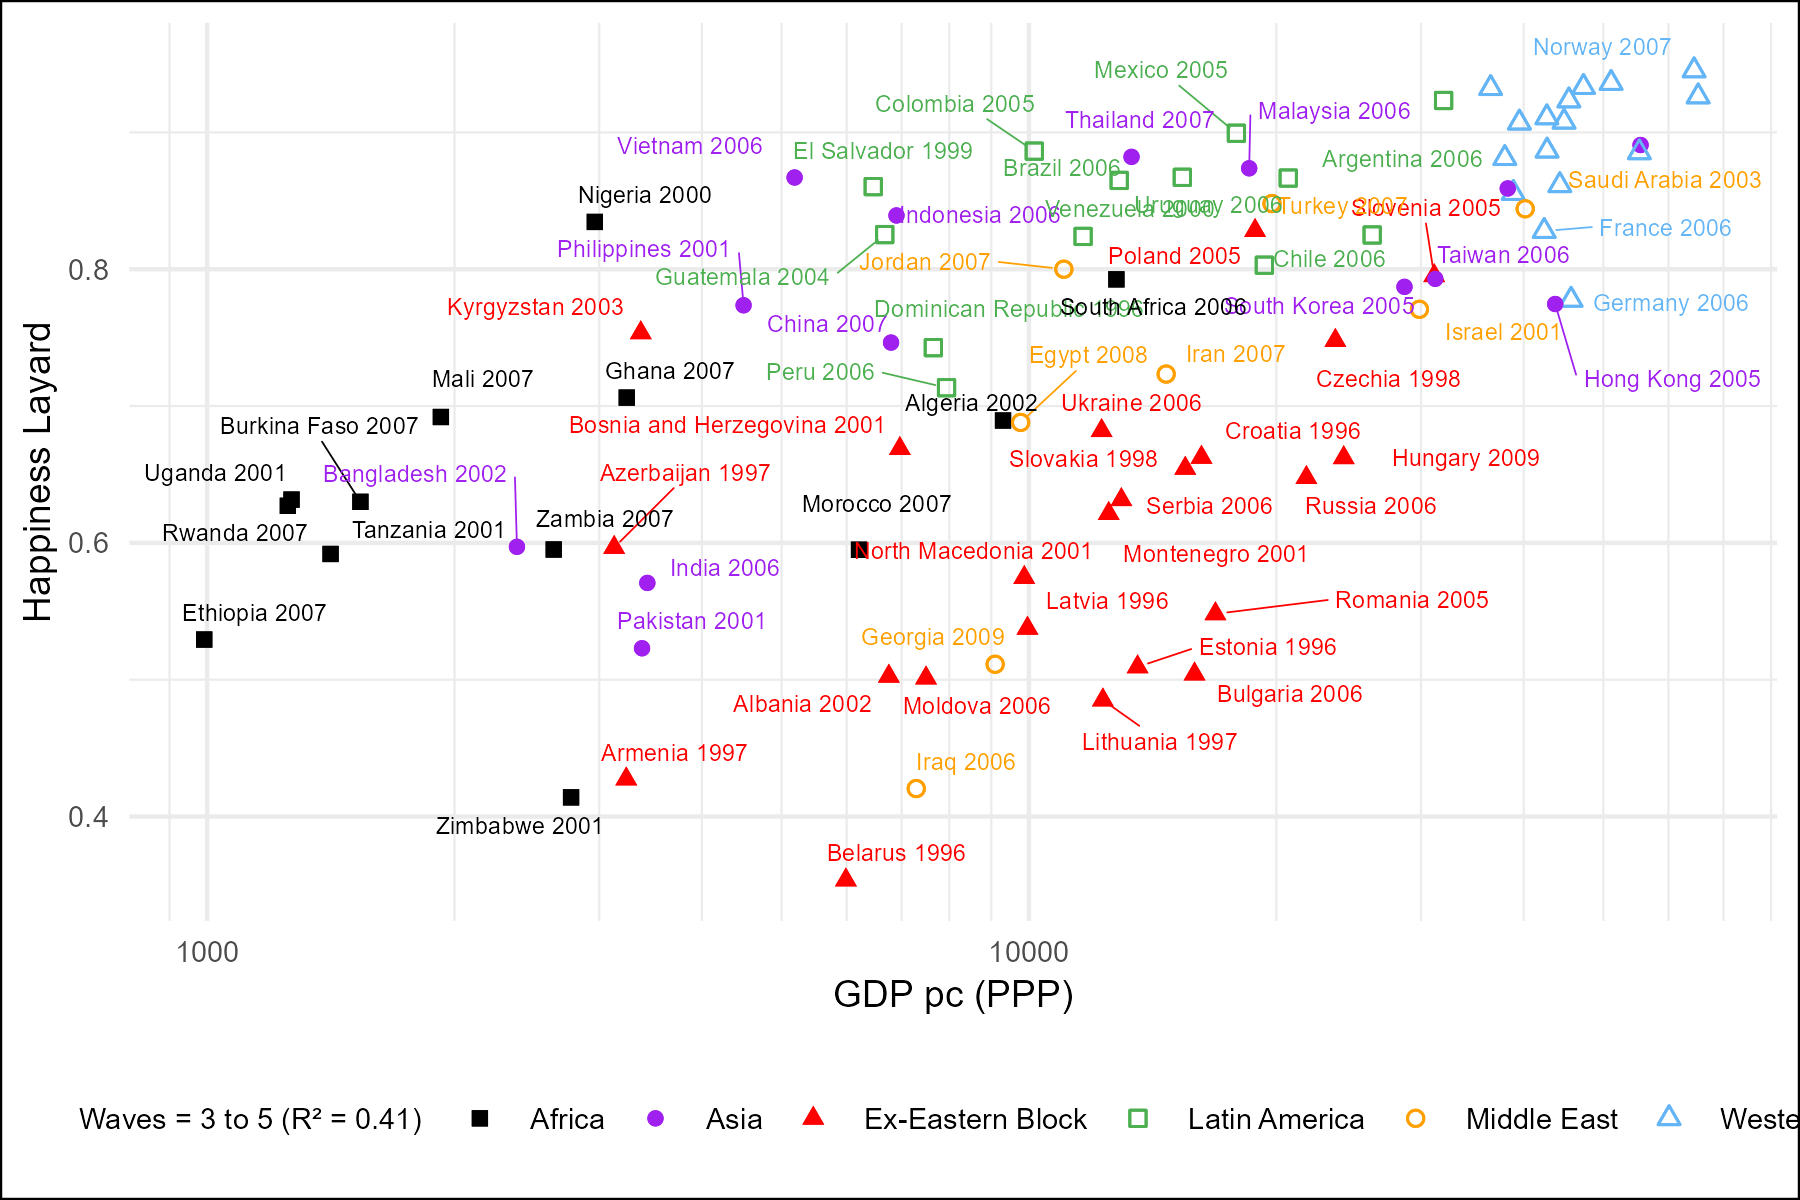 Norway 2007
Mexico 2005
Colombia 2005
Malaysia 2006
Thailand 2007
Vietnam 2006
El Salvador 1999
Argentina 2006
Brazil 2006
Saudi Arabia 2003
Nigeria 2000
Venezuela 2000
Uruguay 2006
Turkey 2007
Slovenia 2005
Indonesia 2006
France 2006
Philippines 2001
Poland 2005
Taiwan 2006
Chile 2006
Jordan 2007
Guatemala 2004
0.8
Kyrgyzstan 2003
Dominican Republic 1996
South Africa 2006
South Korea 2005
Germany 2006
China 2007
Israel 2001
Egypt 2008
Iran 2007
Peru 2006
Ghana 2007
Mali 2007
Czechia 1998
Hong Kong 2005
Algeria 2002
Ukraine 2006
Burkina Faso 2007
Bosnia and Herzegovina 2001
Croatia 1996
Slovakia 1998
Hungary 2009
Uganda 2001
Bangladesh 2002
Azerbaijan 1997
Morocco 2007
Serbia 2006
Russia 2006
Rwanda 2007
Tanzania 2001
Zambia 2007
0.6
North Macedonia 2001
Montenegro 2001
India 2006
Latvia 1996
Romania 2005
Ethiopia 2007
Pakistan 2001
Georgia 2009
Estonia 1996
Albania 2002
Moldova 2006
Bulgaria 2006
Lithuania 1997
Armenia 1997
Iraq 2006
0.4
Zimbabwe 2001
Belarus 1996
Happiness Layard
1000
10000
GDP pc (PPP)
Waves = 3 to 5 (R² = 0.41)
Africa
Asia
Ex-Eastern Block
Latin America
Middle East
Weste